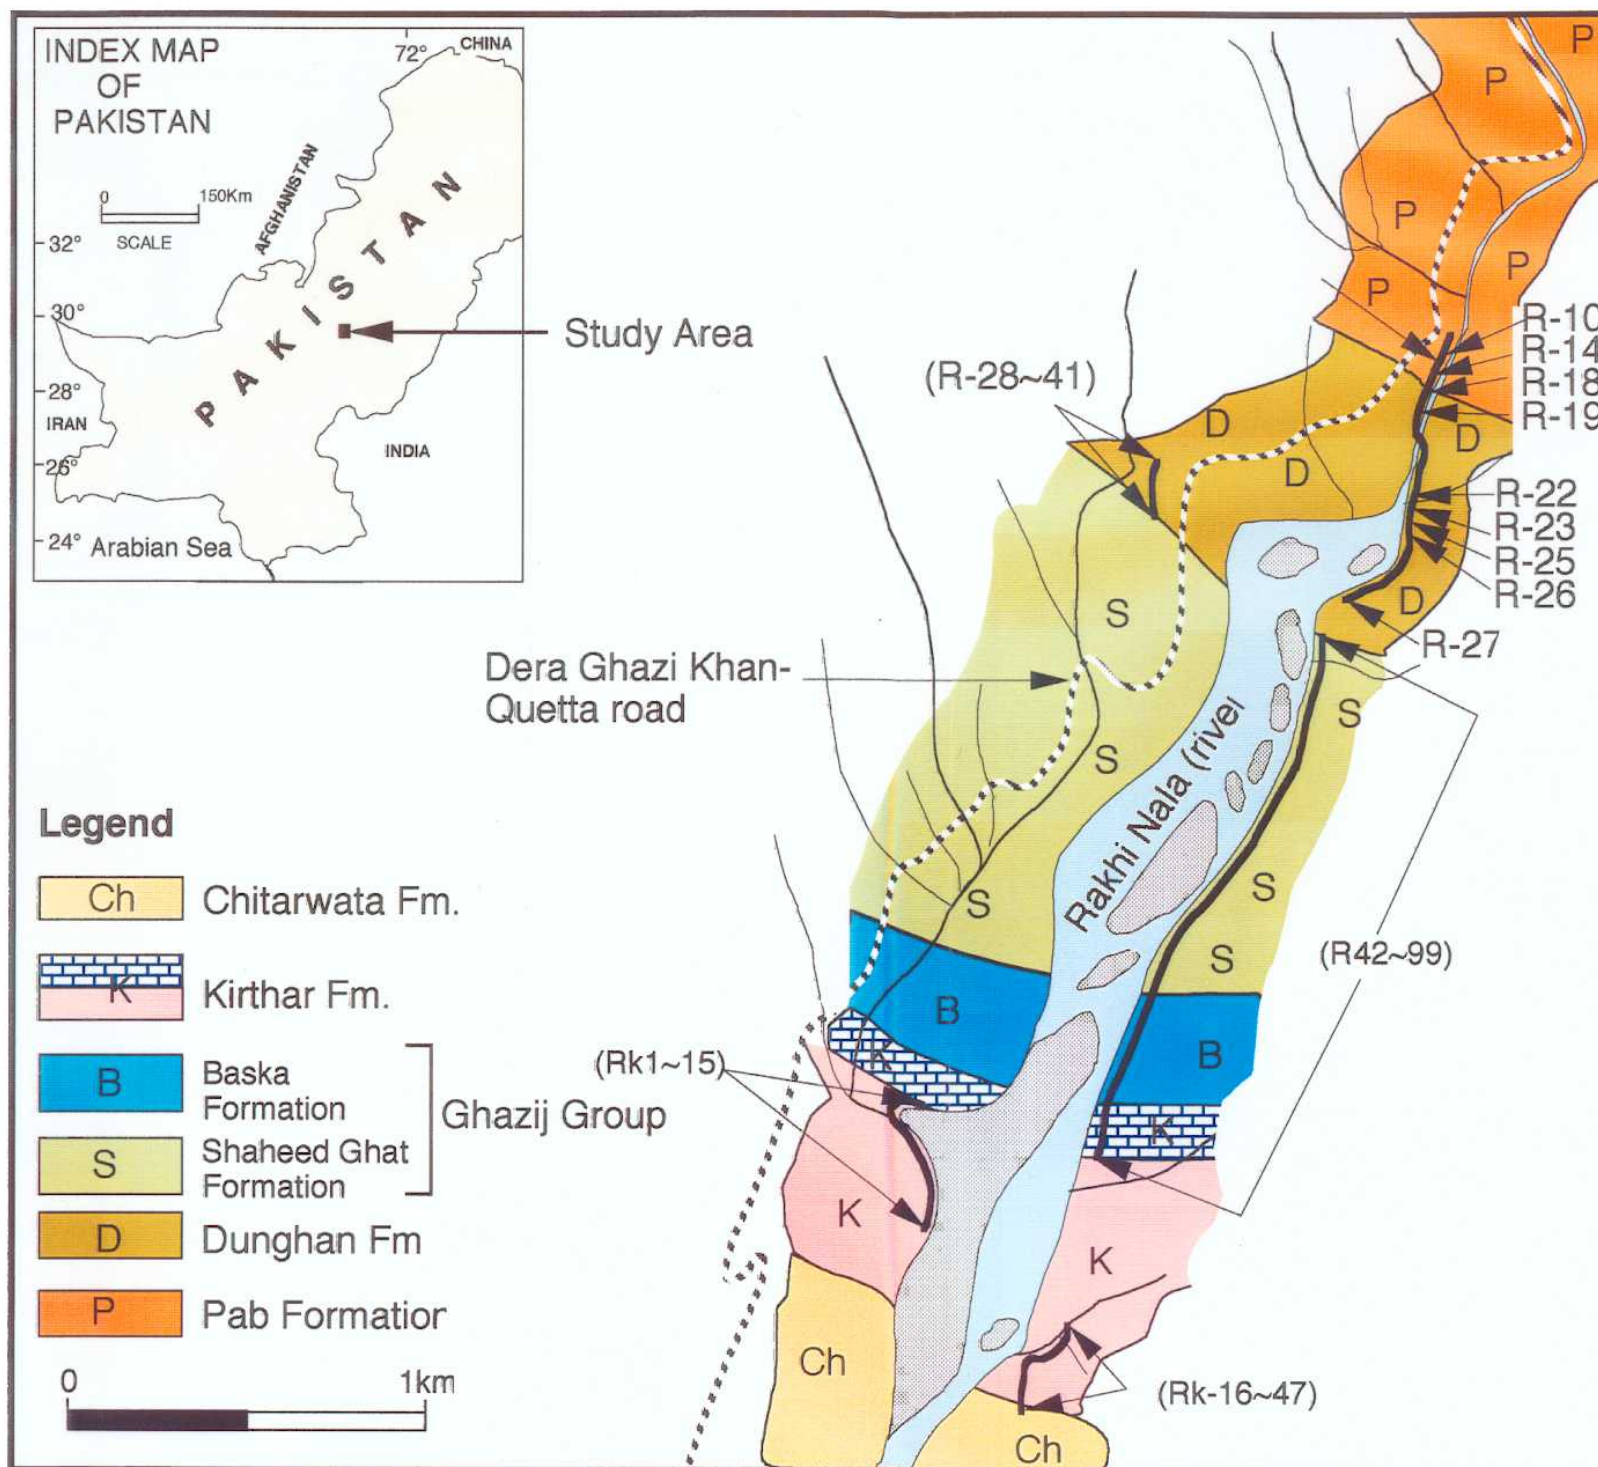 INDEX MAP
OF
PAKISTAN
72°
CHINA
AFGHANISTAN
0 150Km
SCALE
PAKISTAN
32°
30°
28°
26°
24°
IRAN
INDIA
Arabian Sea
Study Area
P
P
P
P
P
R-10
R-14
R-18
R-19
(R-28~41)
D
D
D
R-22
R-23
R-25
R-26
D
R-27
S
Dera Ghazi Khan-
Quetta road
S
S
Rakhi Nala (river
S
S
S
(R42~99)
B
B
K
K
(Rk1~15)
K
K
Ch
Ch
(Rk-16~47)
Legend
Ch Chitarwata Fm.
K Kirthar Fm.
B Baska
Formation
S Shaheed Ghat
Formation
Ghazij Group
D Dunghan Fm
P Pab Formation
0 1km